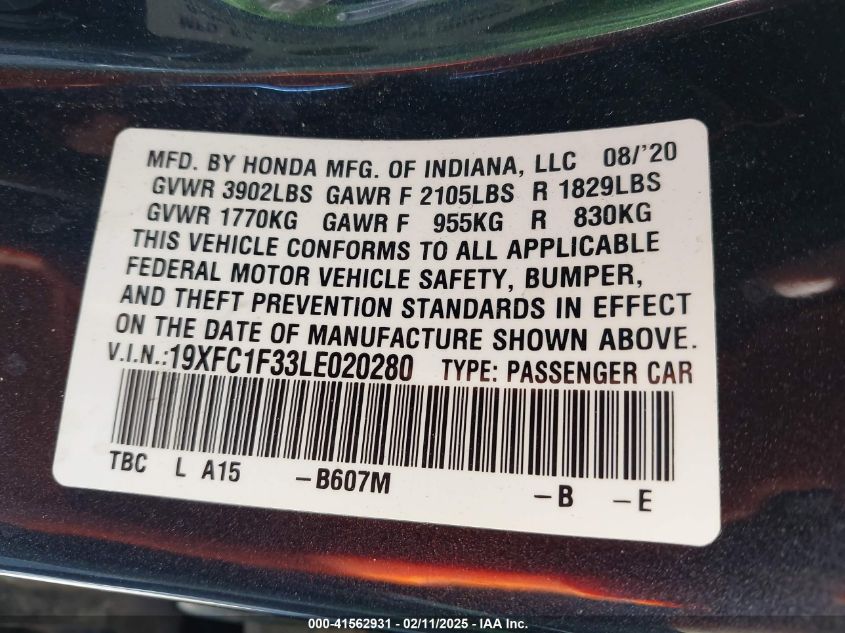 MFD. BY HONDA MFG. OF INDIANA, LLC 08/'20
GVWR 3902LBS GAWR F 2105LBS R 1829LBS
GVWR 1770KG GAWR F 955KG R 830KG
THIS VEHICLE CONFORMS TO ALL APPLICABLE
FEDERAL MOTOR VEHICLE SAFETY, BUMPER,
AND THEFT PREVENTION STANDARDS IN EFFECT
ON THE DATE OF MANUFACTURE SHOWN ABOVE.
V.I.N.:19XFC1F33LE020280 TYPE: PASSENGER CAR
TBC L A15 -B607M -B -E
000-41562931 - 02/11/2025 - IAA Inc.